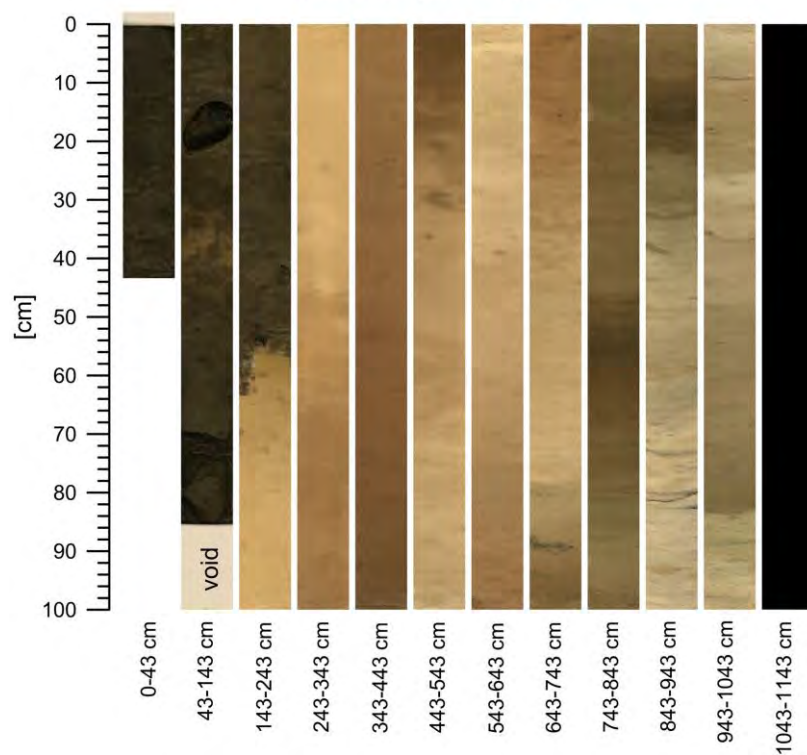 0
10
20
30
40
50
60
70
80
90
100
[cm]
void
0-43 cm
43-143 cm
143-243 cm
243-343 cm
343-443 cm
443-543 cm
543-643 cm
643-743 cm
743-843 cm
843-943 cm
943-1043 cm
1043-1143 cm